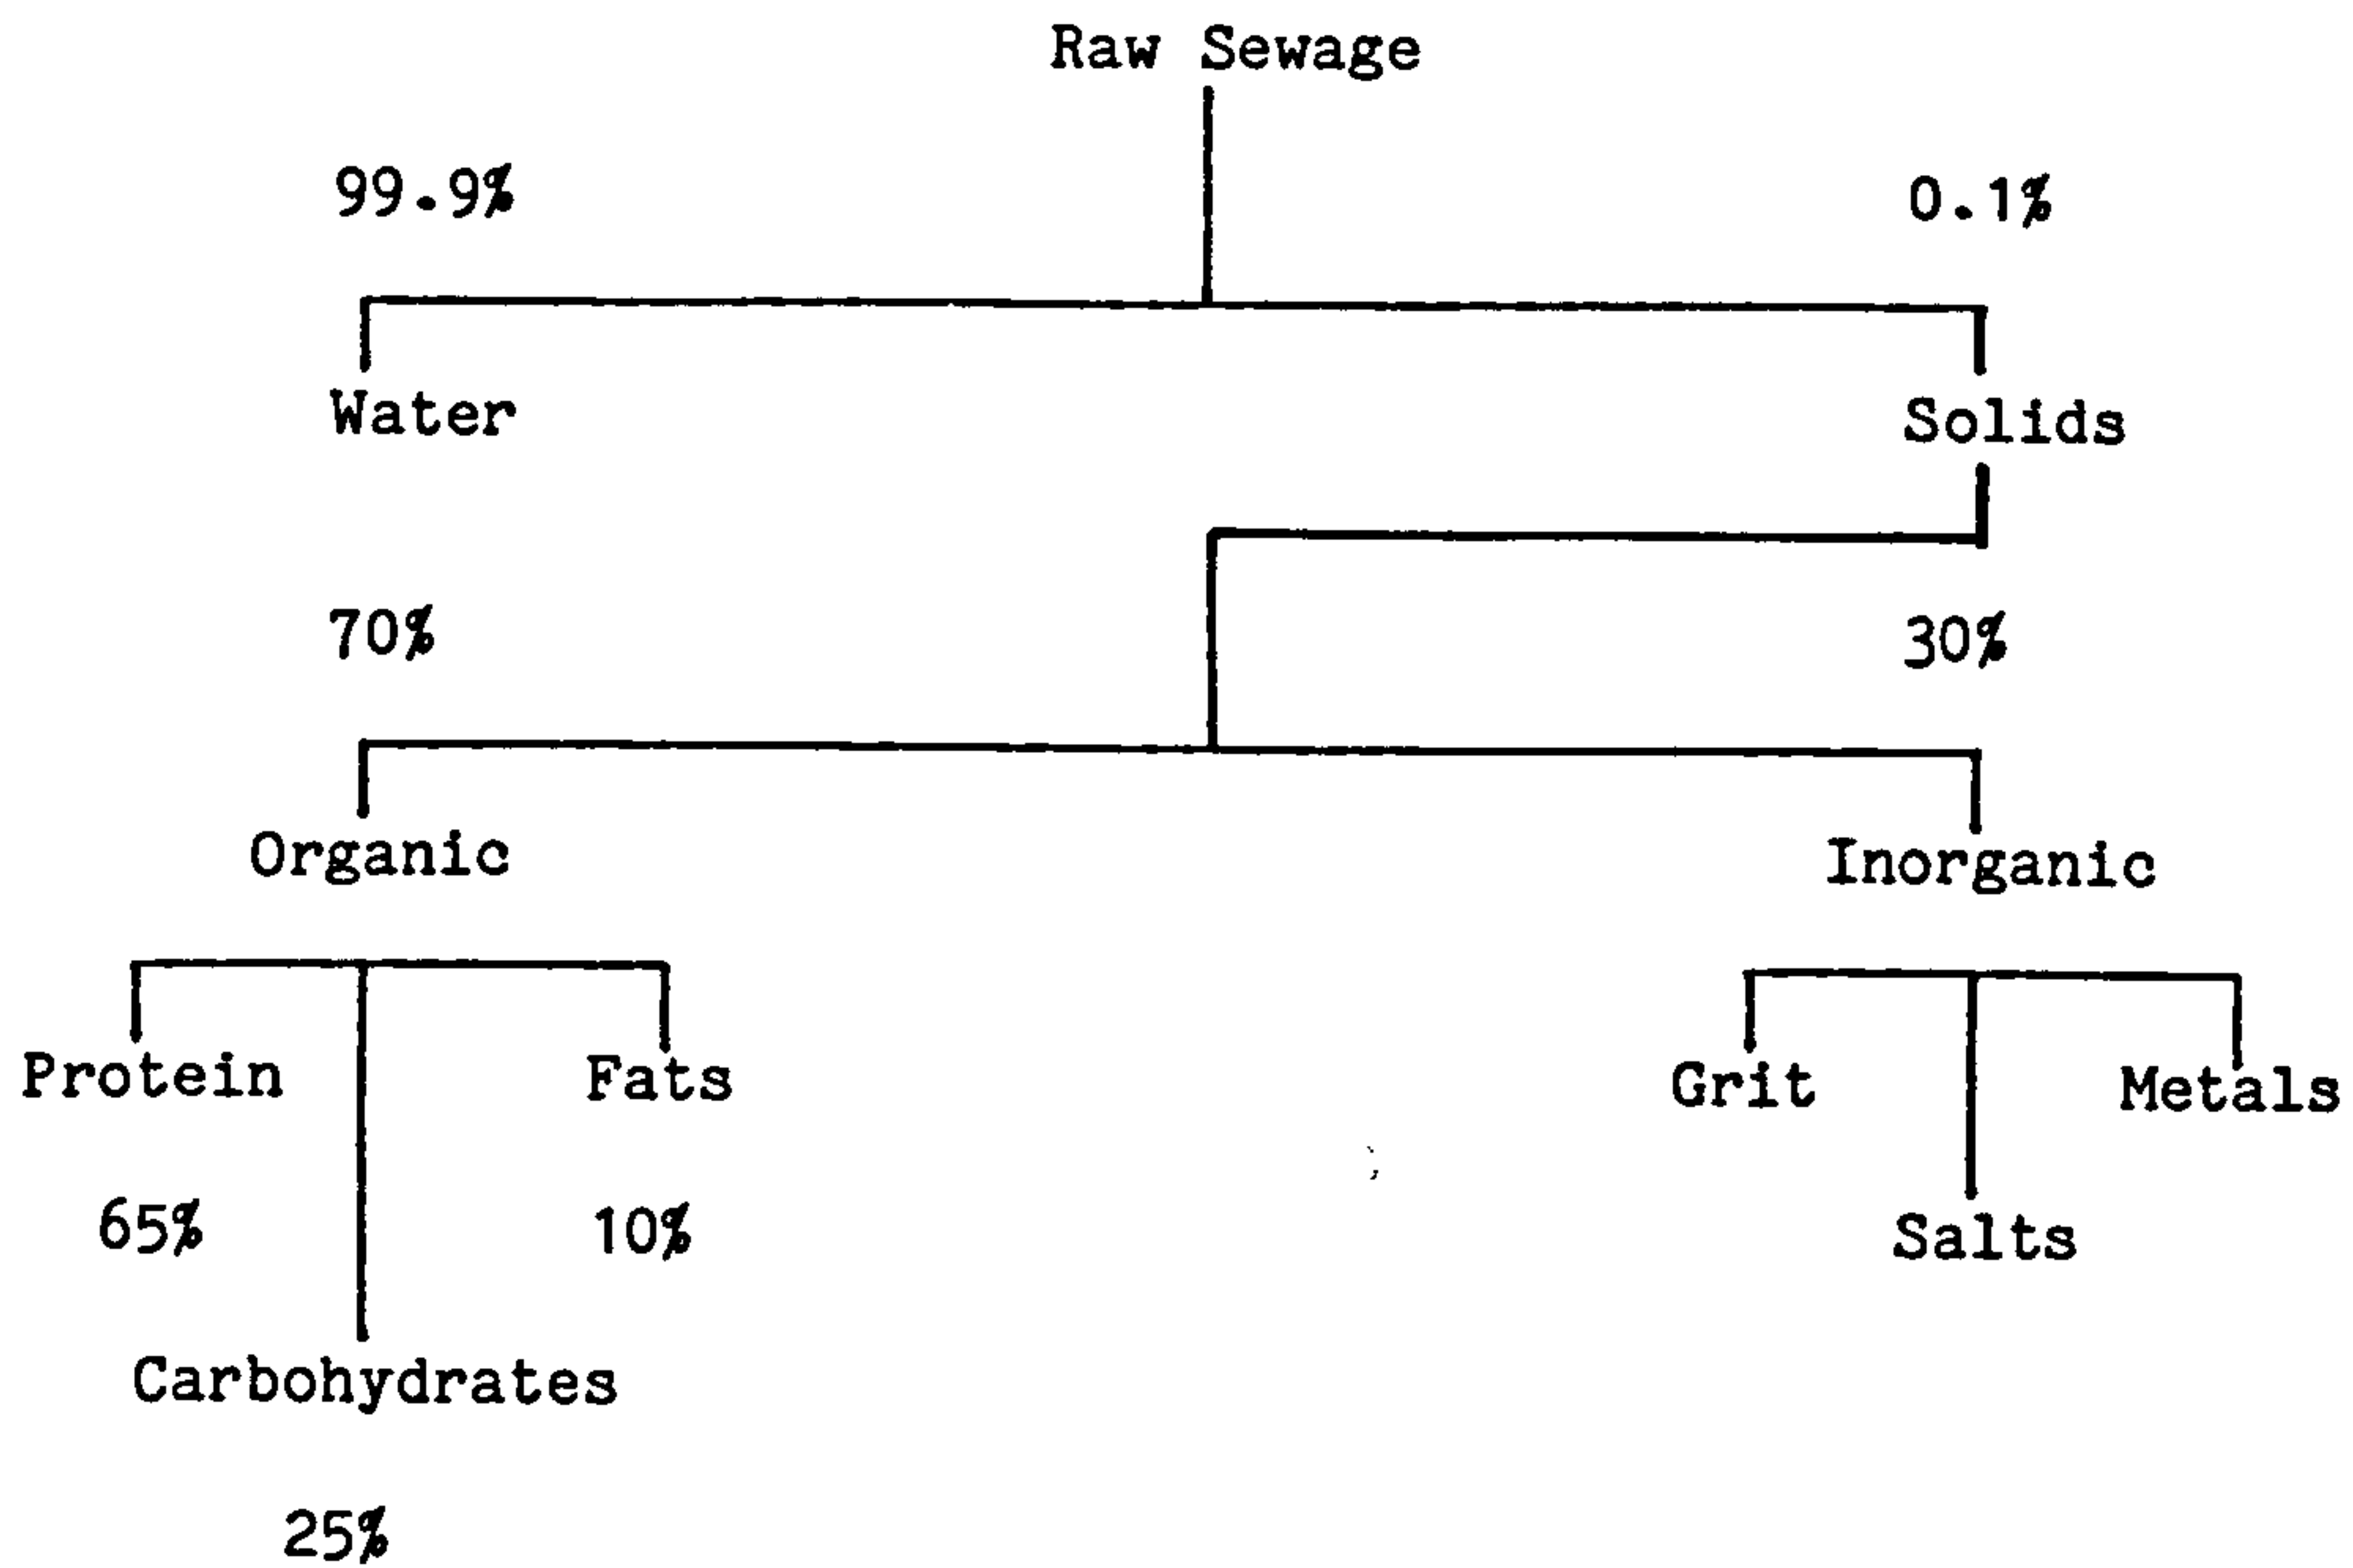 Raw Sewage
99.9% 0.1%
Water Solids
70% 30%
Organic Inorganic
Protein Fats Grit Metals
65% 10% Salts
Carbohydrates
25%